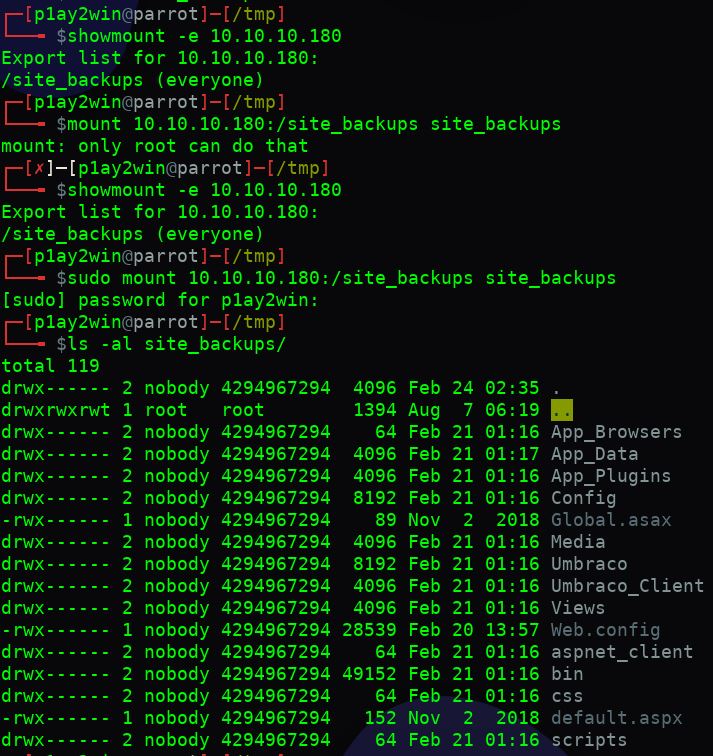 ┌─[p1ay2win@parrot]─[/tmp]
└──╼ $showmount -e 10.10.10.180
Export list for 10.10.10.180:
/site_backups (everyone)
┌─[p1ay2win@parrot]─[/tmp]
└──╼ $mount 10.10.10.180:/site_backups site_backups
mount: only root can do that
┌─[✗]─[p1ay2win@parrot]─[/tmp]
└──╼ $showmount -e 10.10.10.180
Export list for 10.10.10.180:
/site_backups (everyone)
┌─[p1ay2win@parrot]─[/tmp]
└──╼ $sudo mount 10.10.10.180:/site_backups site_backups
[sudo] password for p1ay2win:
┌─[p1ay2win@parrot]─[/tmp]
└──╼ $ls -al site_backups/
total 119
drwx------ 2 nobody 4294967294  4096 Feb 24 02:35 .
drwxrwxrwt 1 root   root        1394 Aug  7 06:19 ..
drwx------ 2 nobody 4294967294    64 Feb 21 01:16 App_Browsers
drwx------ 2 nobody 4294967294  4096 Feb 21 01:17 App_Data
drwx------ 2 nobody 4294967294  4096 Feb 21 01:16 App_Plugins
drwx------ 2 nobody 4294967294  8192 Feb 21 01:16 Config
-rwx------ 1 nobody 4294967294    89 Nov  2  2018 Global.asax
drwx------ 2 nobody 4294967294  4096 Feb 21 01:16 Media
drwx------ 2 nobody 4294967294  8192 Feb 21 01:16 Umbraco
drwx------ 2 nobody 4294967294  4096 Feb 21 01:16 Umbraco_Client
drwx------ 2 nobody 4294967294  4096 Feb 21 01:16 Views
-rwx------ 1 nobody 4294967294 28539 Feb 20 13:57 Web.config
drwx------ 2 nobody 4294967294    64 Feb 21 01:16 aspnet_client
drwx------ 2 nobody 4294967294 49152 Feb 21 01:16 bin
drwx------ 2 nobody 4294967294    64 Feb 21 01:16 css
-rwx------ 1 nobody 4294967294   152 Nov  2  2018 default.aspx
drwx------ 2 nobody 4294967294    64 Feb 21 01:16 scripts